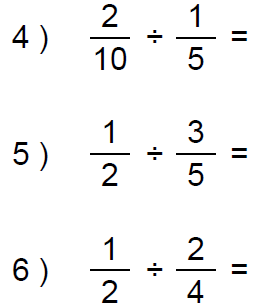 4 ) 2/10 ÷ 1/5 =
5 ) 1/2 ÷ 3/5 =
6 ) 1/2 ÷ 2/4 =